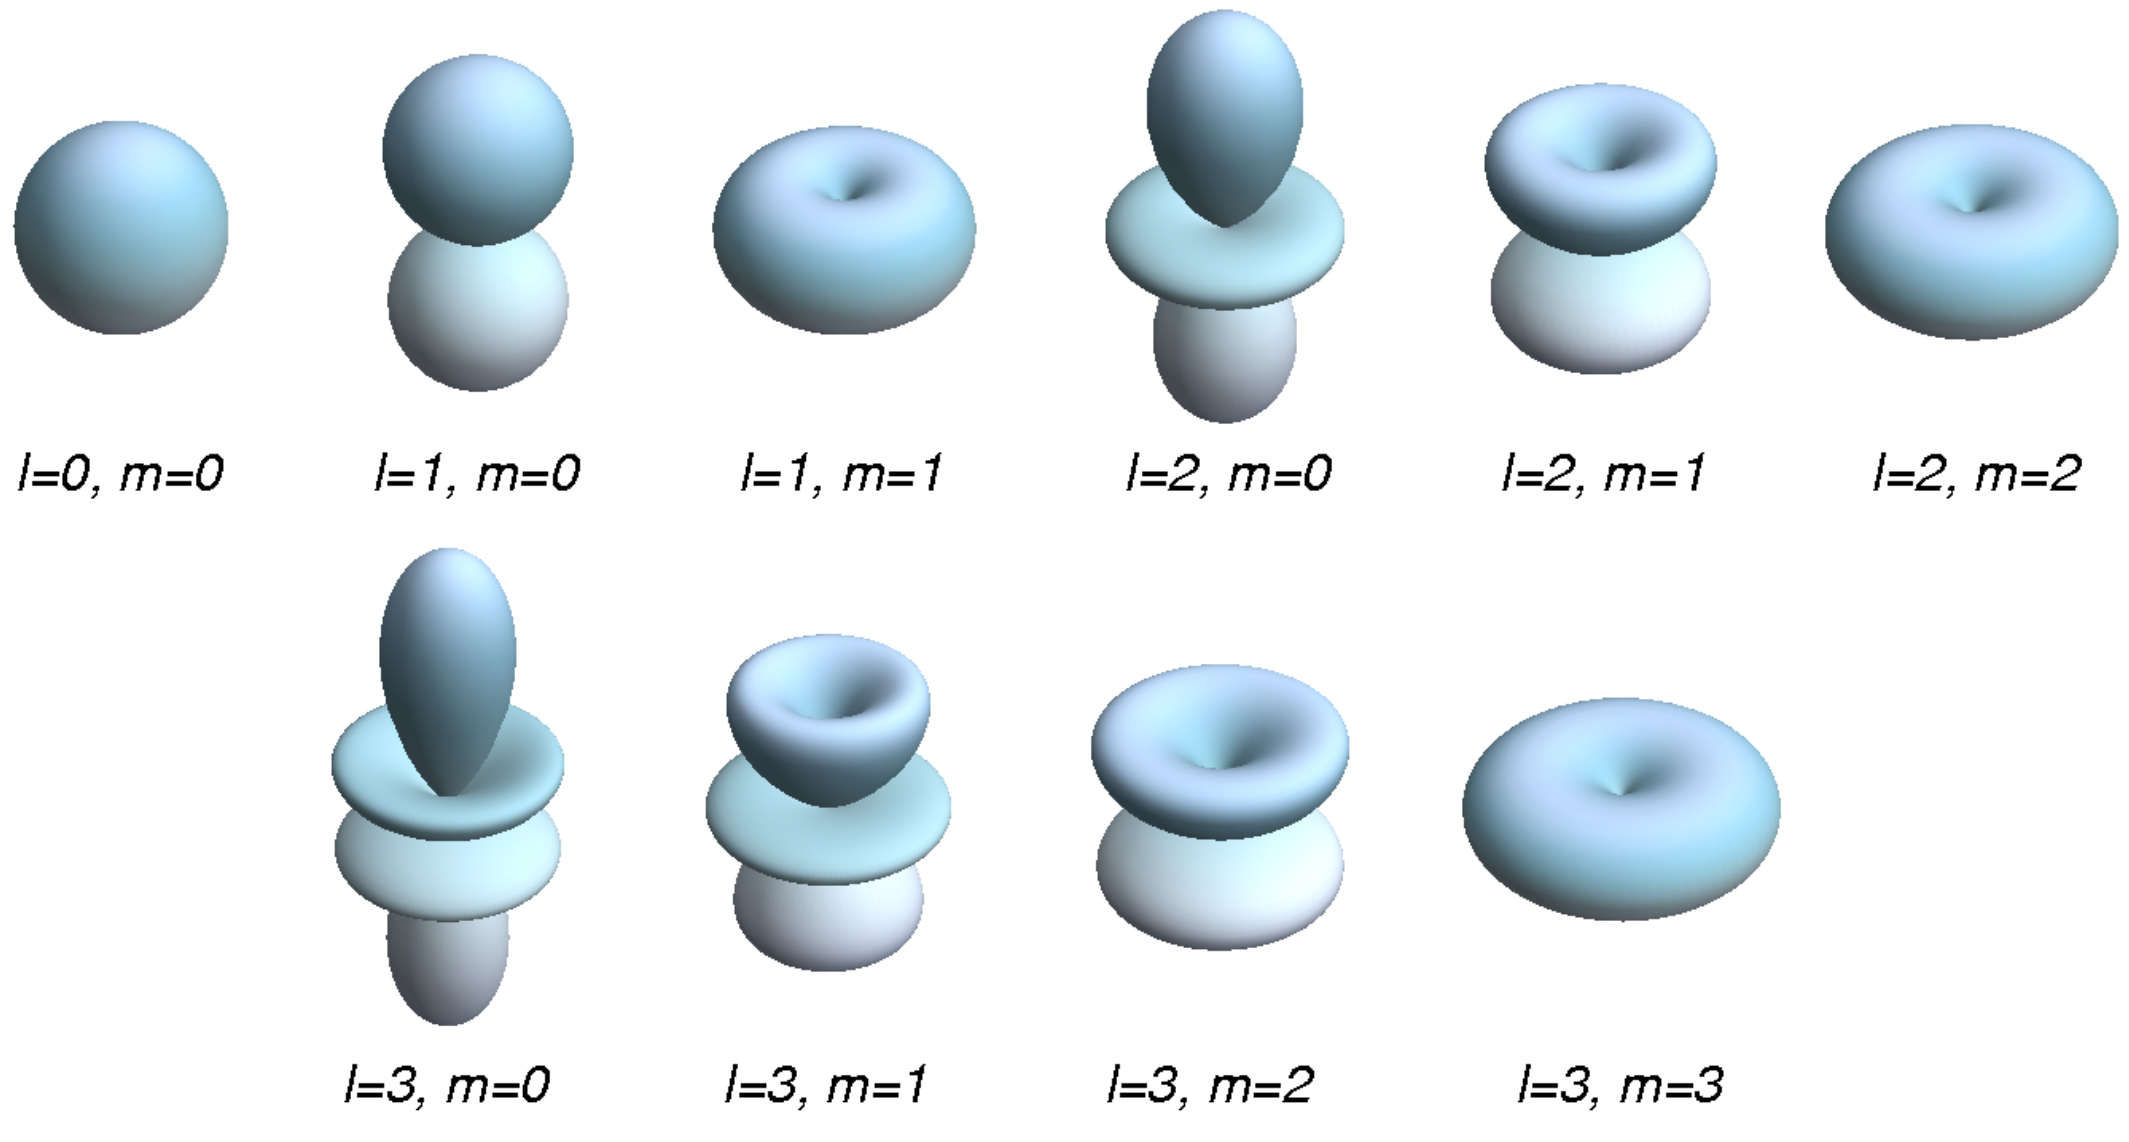 l=0, m=0
l=1, m=0
l=1, m=1
l=2, m=0
l=2, m=1
l=2, m=2
l=3, m=0
l=3, m=1
l=3, m=2
l=3, m=3